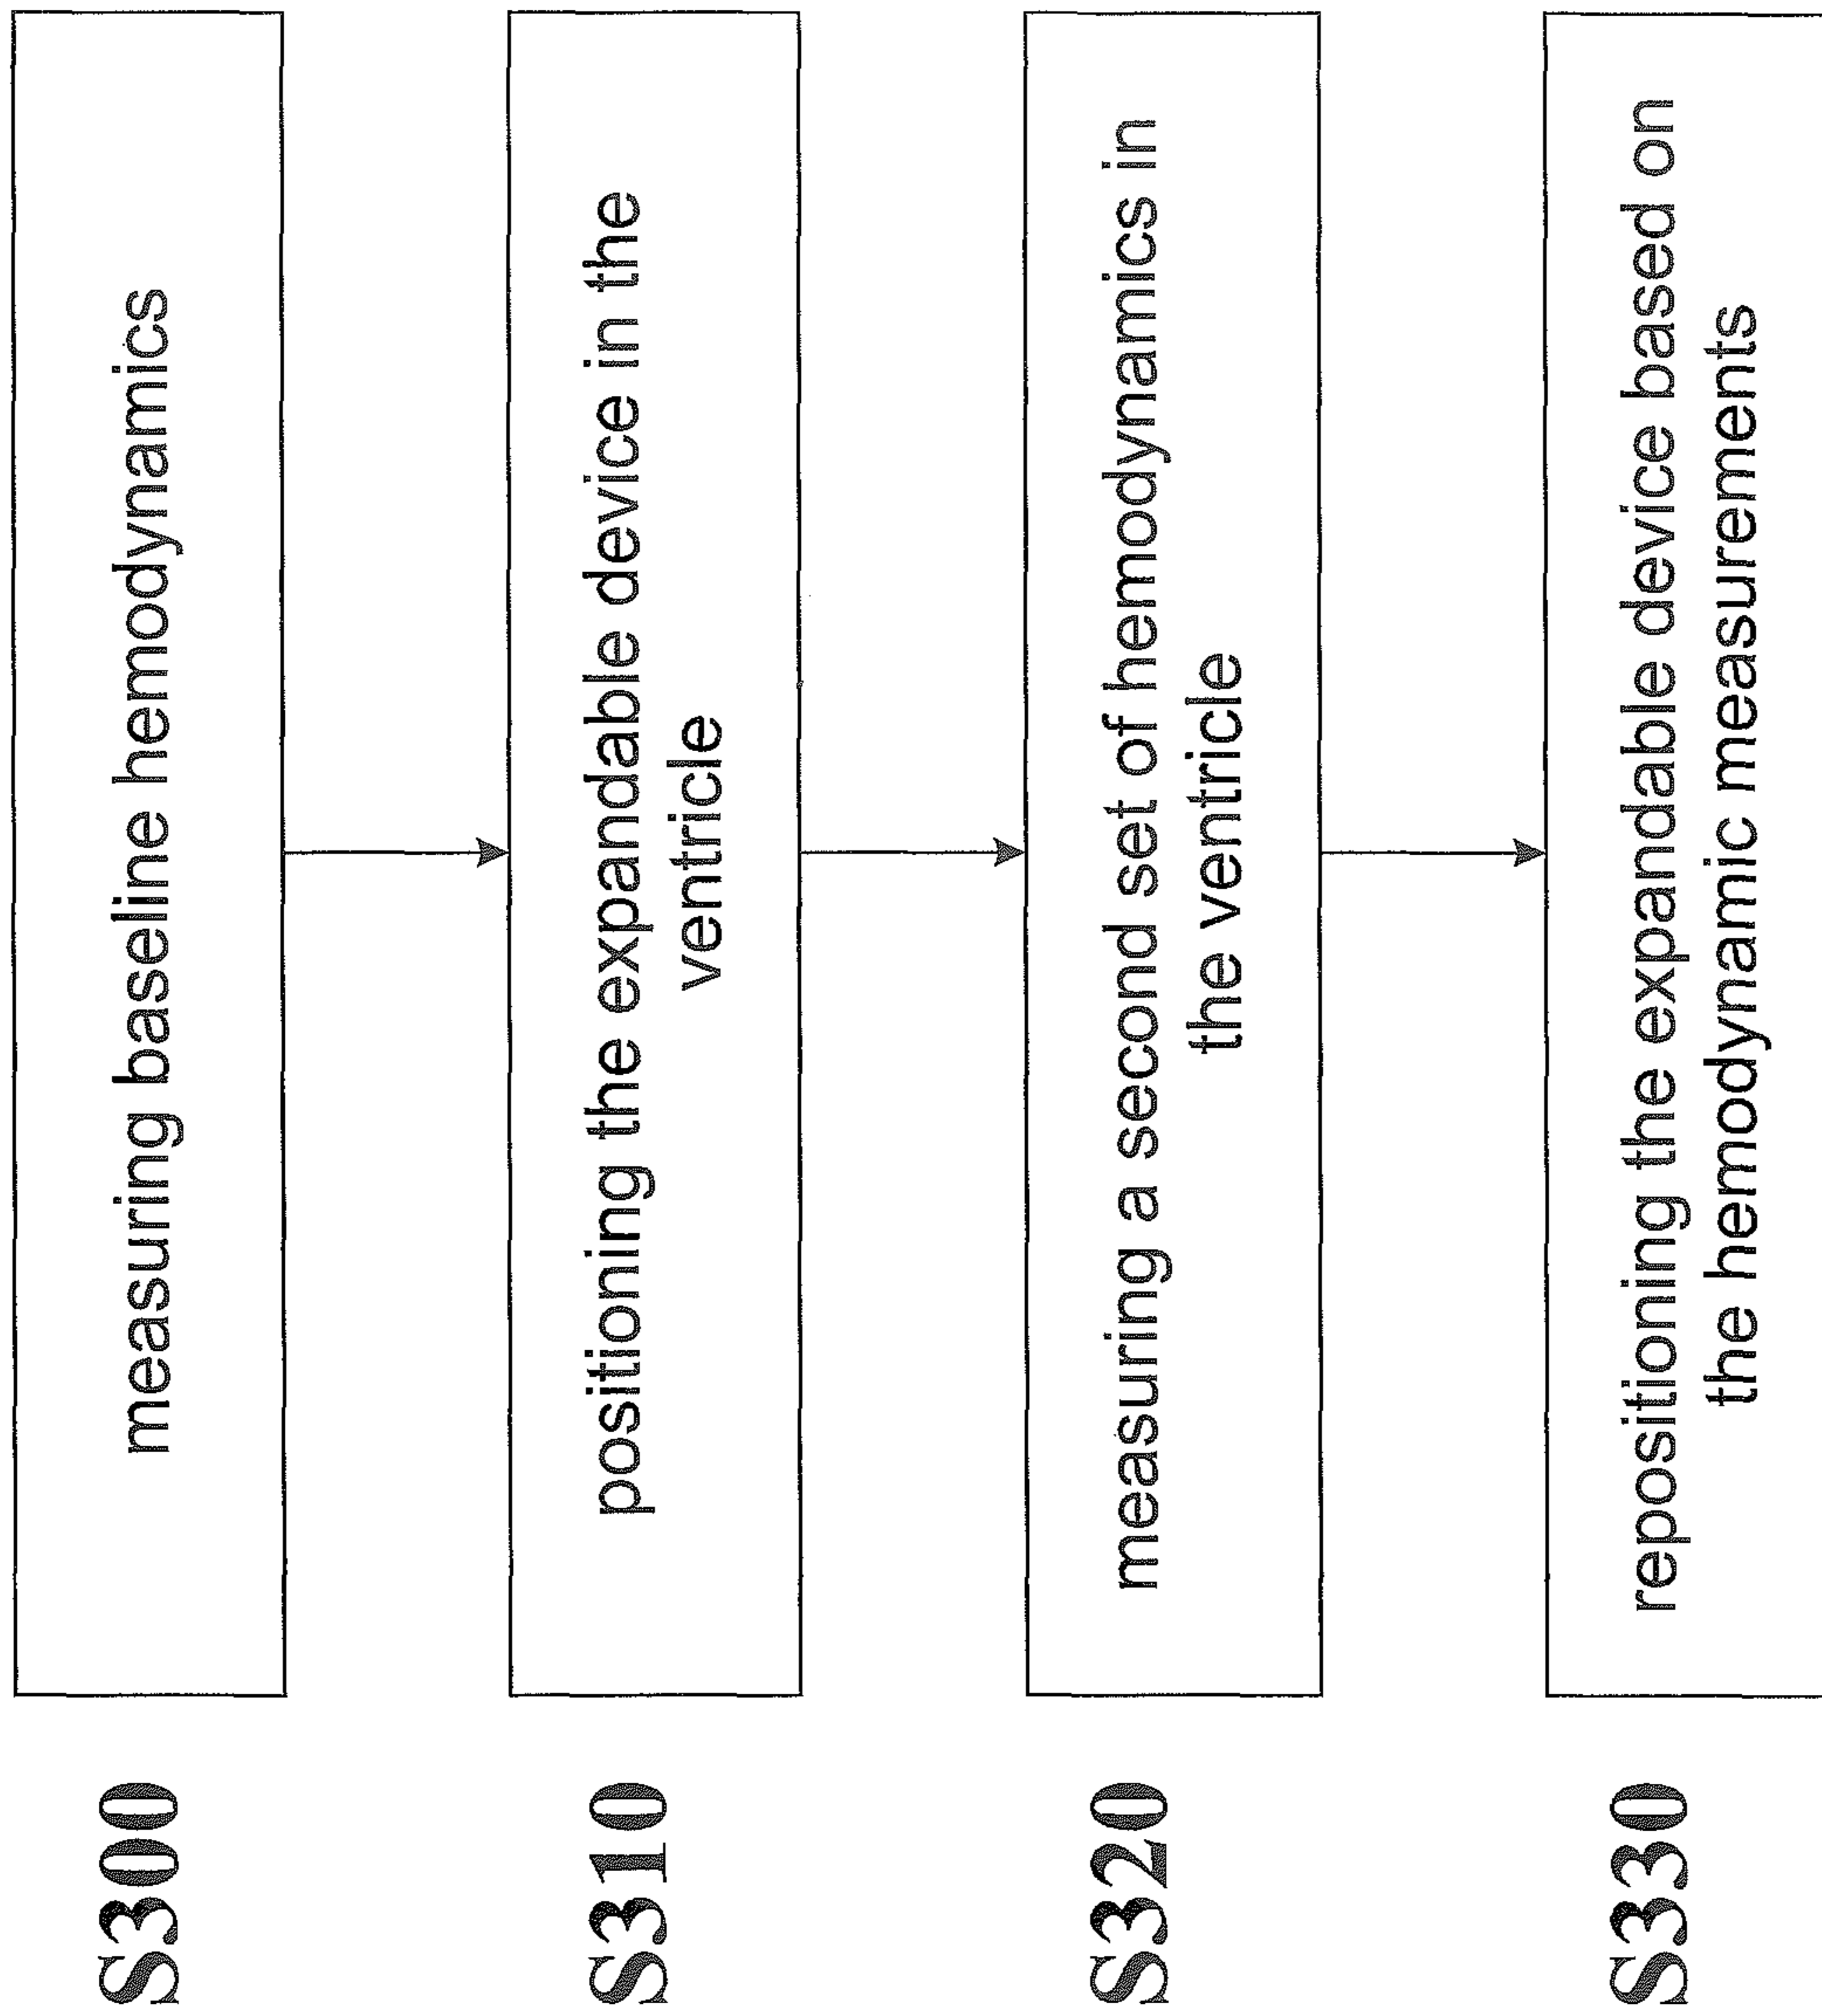 S300
measuring baseline hemodynamics
S310
positioning the expandable device in the
ventricle
S320
measuring a second set of hemodynamics in
the ventricle
S330
repositioning the expandable device based on
the hemodynamic measurements